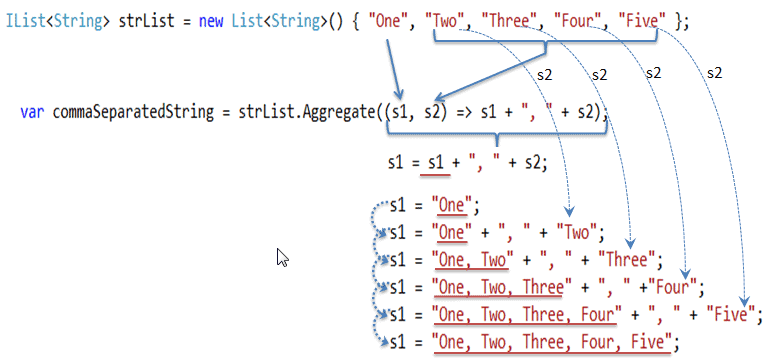 IList<String> strList = new List<String>() { "One", "Two", "Three", "Four", "Five" };
s2 s2 s2 s2
var commaSeparatedString = strList.Aggregate((s1, s2) => s1 + ", " + s2);
s1 = s1 + ", " + s2;
s1 = "One";
s1 = "One" + ", " + "Two";
s1 = "One, Two" + ", " + "Three";
s1 = "One, Two, Three" + ", " +"Four";
s1 = "One, Two, Three, Four" + ", " + "Five";
s1 = "One, Two, Three, Four, Five";